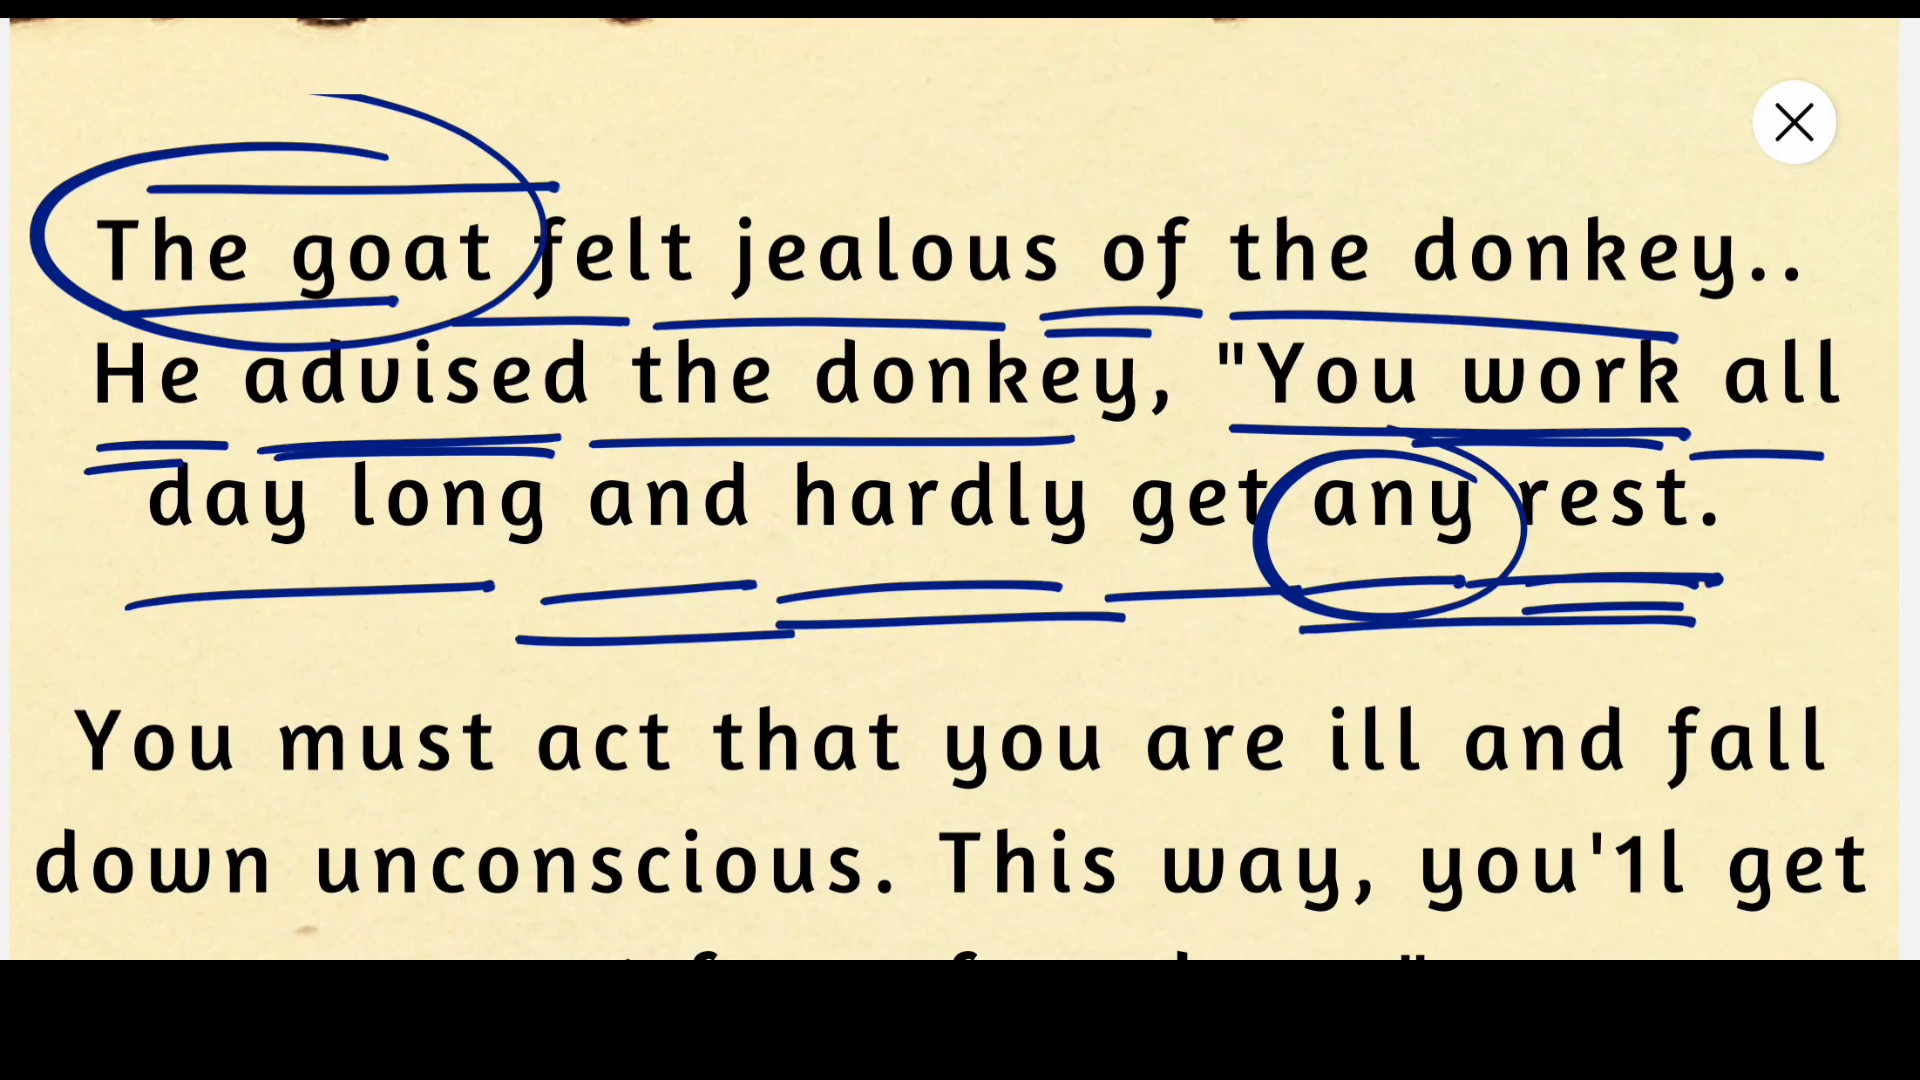 The goat felt jealous of the donkey..
He advised the donkey, "You work all
day long and hardly get any rest.
You must act that you are ill and fall
down unconscious. This way, you'1l get